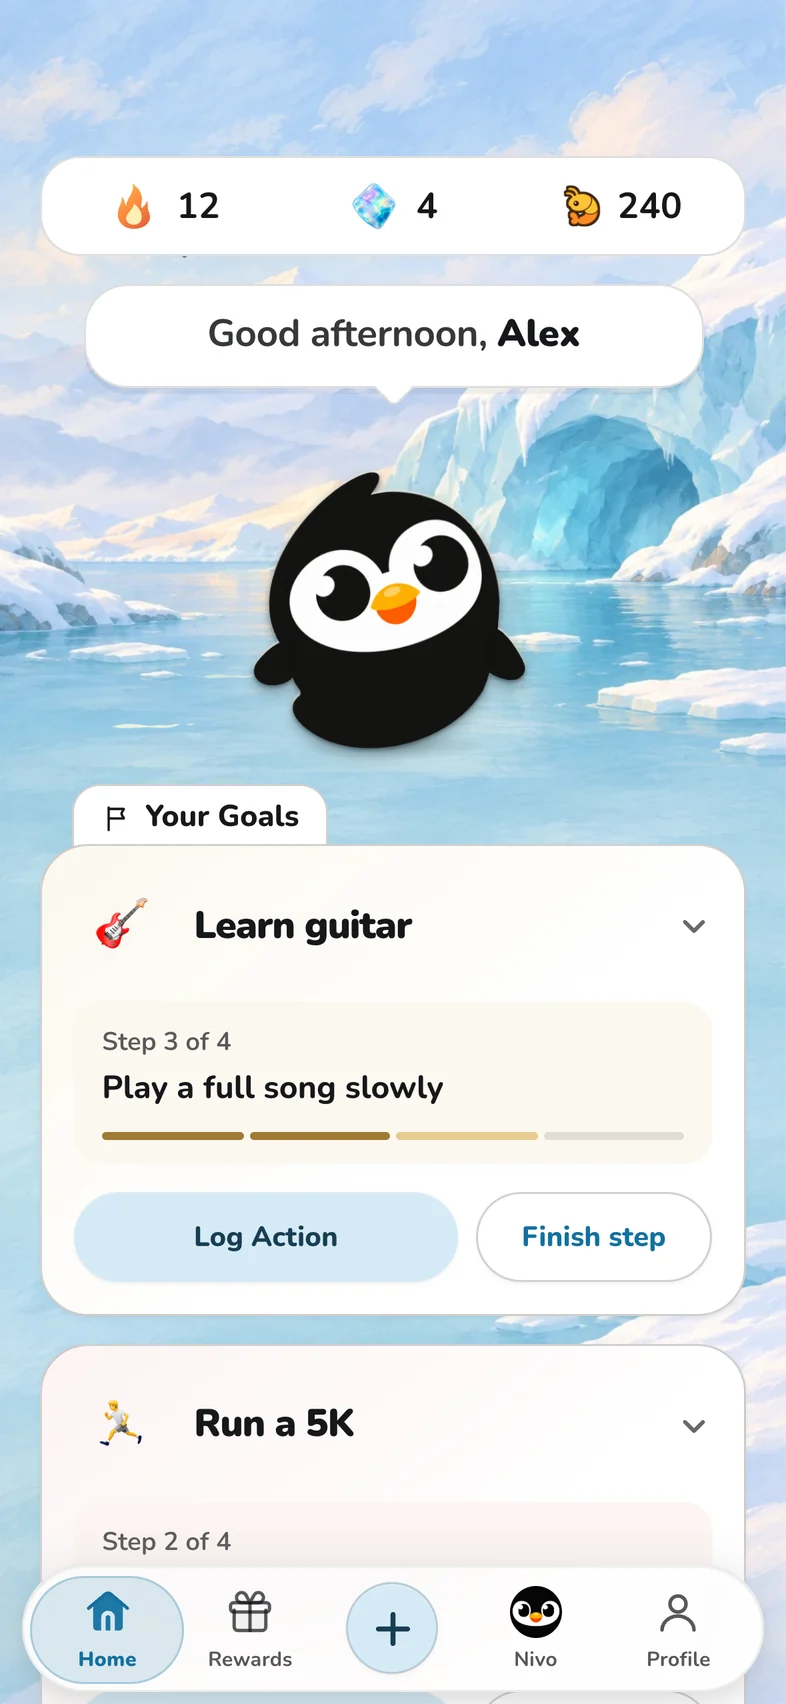 12 4 240
Good afternoon, Alex
Your Goals
Learn guitar
Step 3 of 4
Play a full song slowly
Log Action Finish step
Run a 5K
Step 2 of 4
Home Rewards Nivo Profile